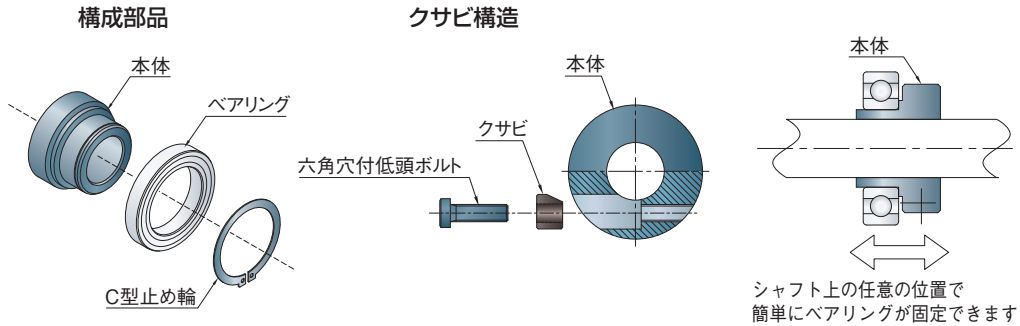 構成部品
本体
ベアリング
C型止め輪
クサビ構造
本体
クサビ
六角穴付低頭ボルト
本体
シャフト上の任意の位置で
簡単にベアリングが固定できます